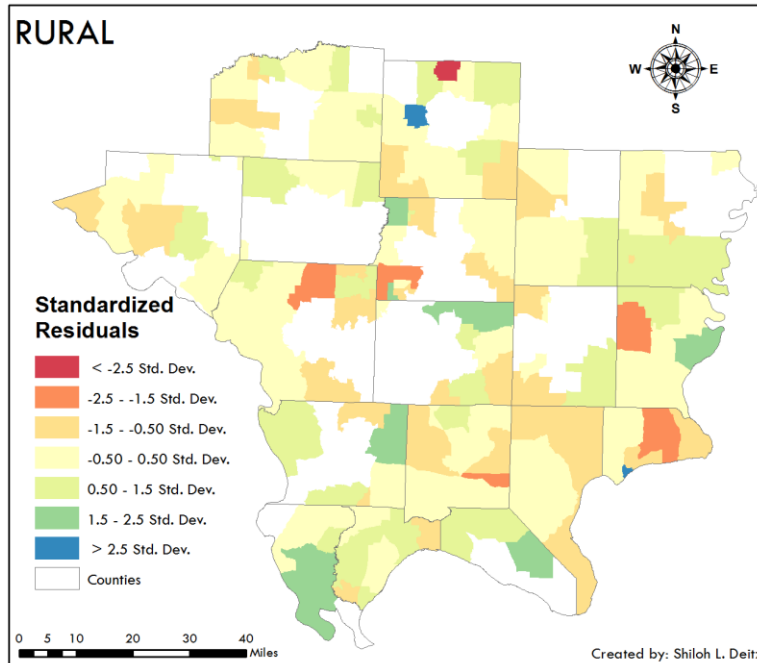 RURAL
N
W E
S
Standardized
Residuals
< -2.5 Std. Dev.
-2.5 - -1.5 Std. Dev.
-1.5 - -0.50 Std. Dev.
-0.50 - 0.50 Std. Dev.
0.50 - 1.5 Std. Dev.
1.5 - 2.5 Std. Dev.
> 2.5 Std. Dev.
Counties
0 5 10 20 30 40
Miles
Created by: Shiloh L. Deitz